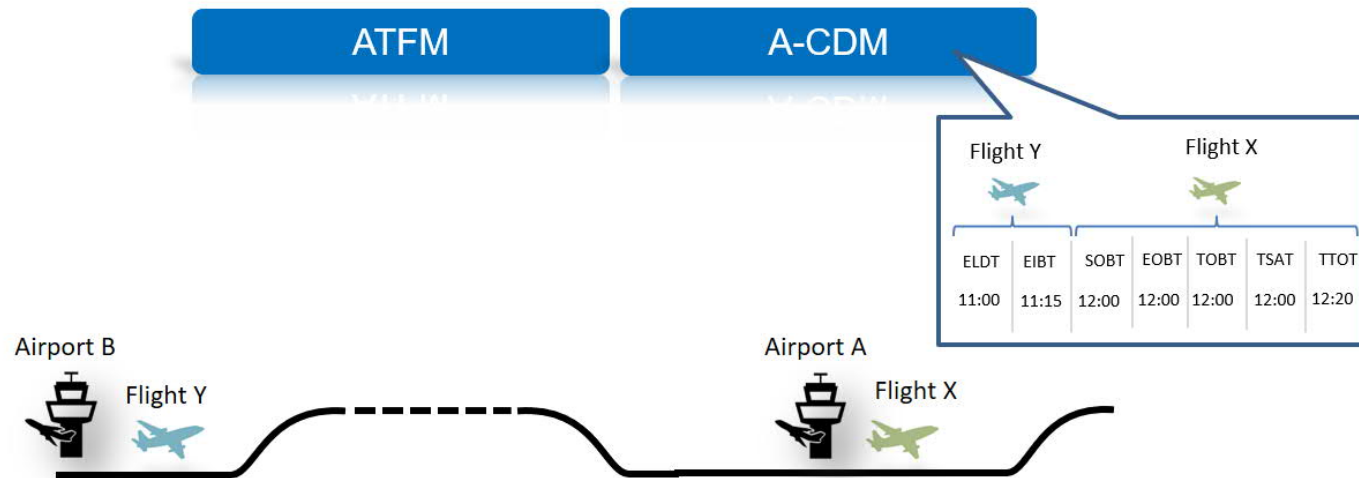 ATFM
A-CDM
Flight Y
Flight X
ELDT EIBT SOBT EOBT TOBT TSAT TTOT
11:00 11:15 12:00 12:00 12:00 12:00 12:20
Airport B
Flight Y
Airport A
Flight X